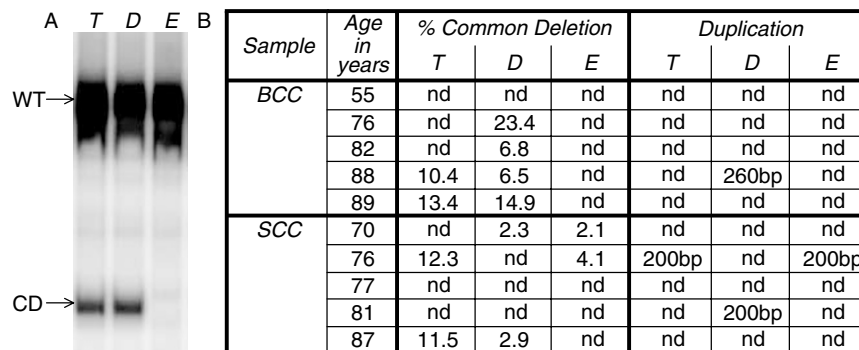 A T D E B
WT
CD
Sample Age in years % Common Deletion Duplication
T D E T D E
BCC 55 nd nd nd nd nd nd
76 nd 23.4 nd nd nd nd
82 nd 6.8 nd nd nd nd
88 10.4 6.5 nd nd 260bp nd
89 13.4 14.9 nd nd nd nd
SCC 70 nd 2.3 2.1 nd nd nd
76 12.3 nd 4.1 200bp nd 200bp
77 nd nd nd nd nd nd
81 nd nd nd nd 200bp nd
87 11.5 2.9 nd nd nd nd